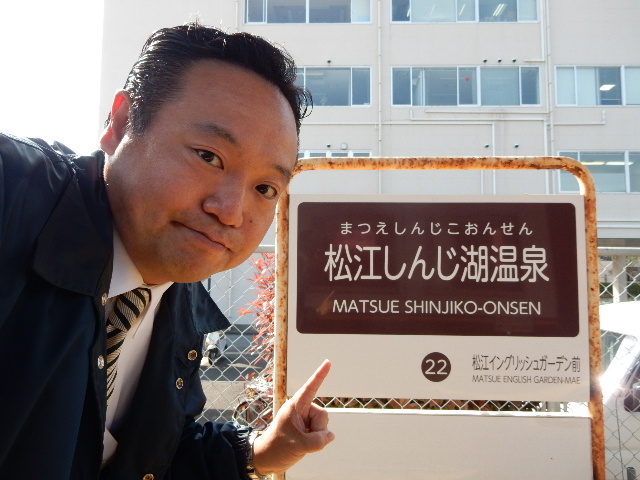 まつえしんじこおんせん
松江しんじ湖温泉
MATSUE SHINJIKO-ONSEN
22 松江イングリッシュガーデン前
MATSUE ENGLISH GARDEN-MAE